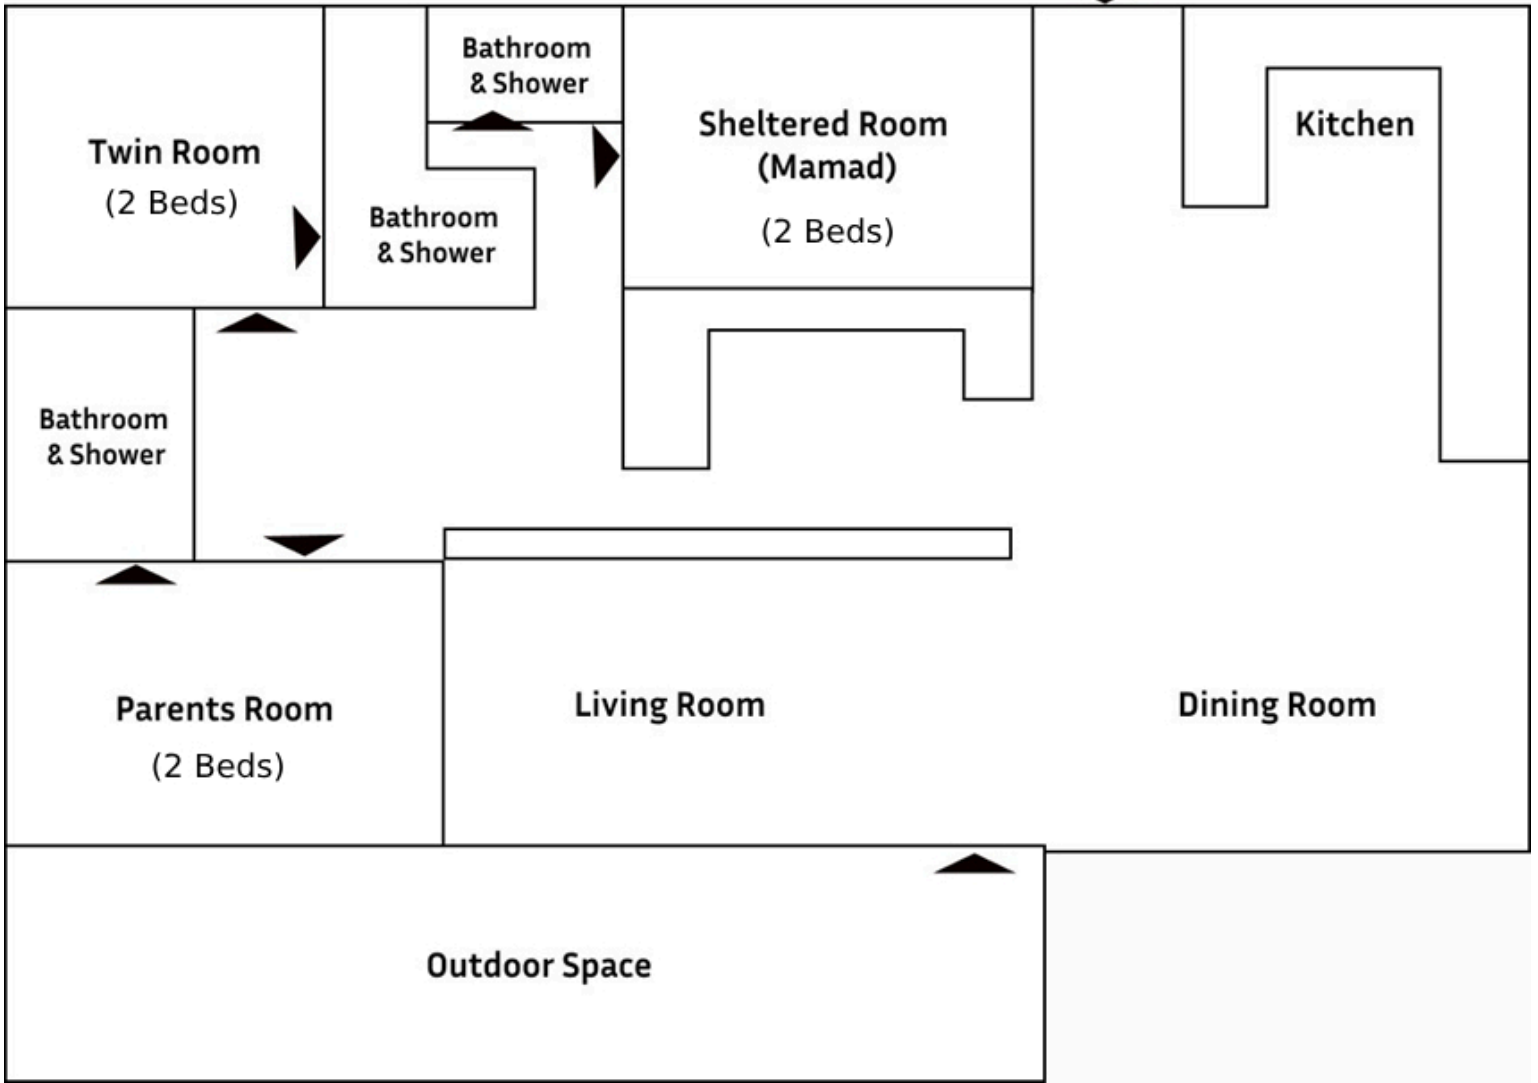 Bathroom
& Shower
Sheltered Room
(Mamad)
(2 Beds)
Kitchen
Twin Room
(2 Beds)
Bathroom
& Shower
Bathroom
& Shower
Parents Room
(2 Beds)
Living Room
Dining Room
Outdoor Space